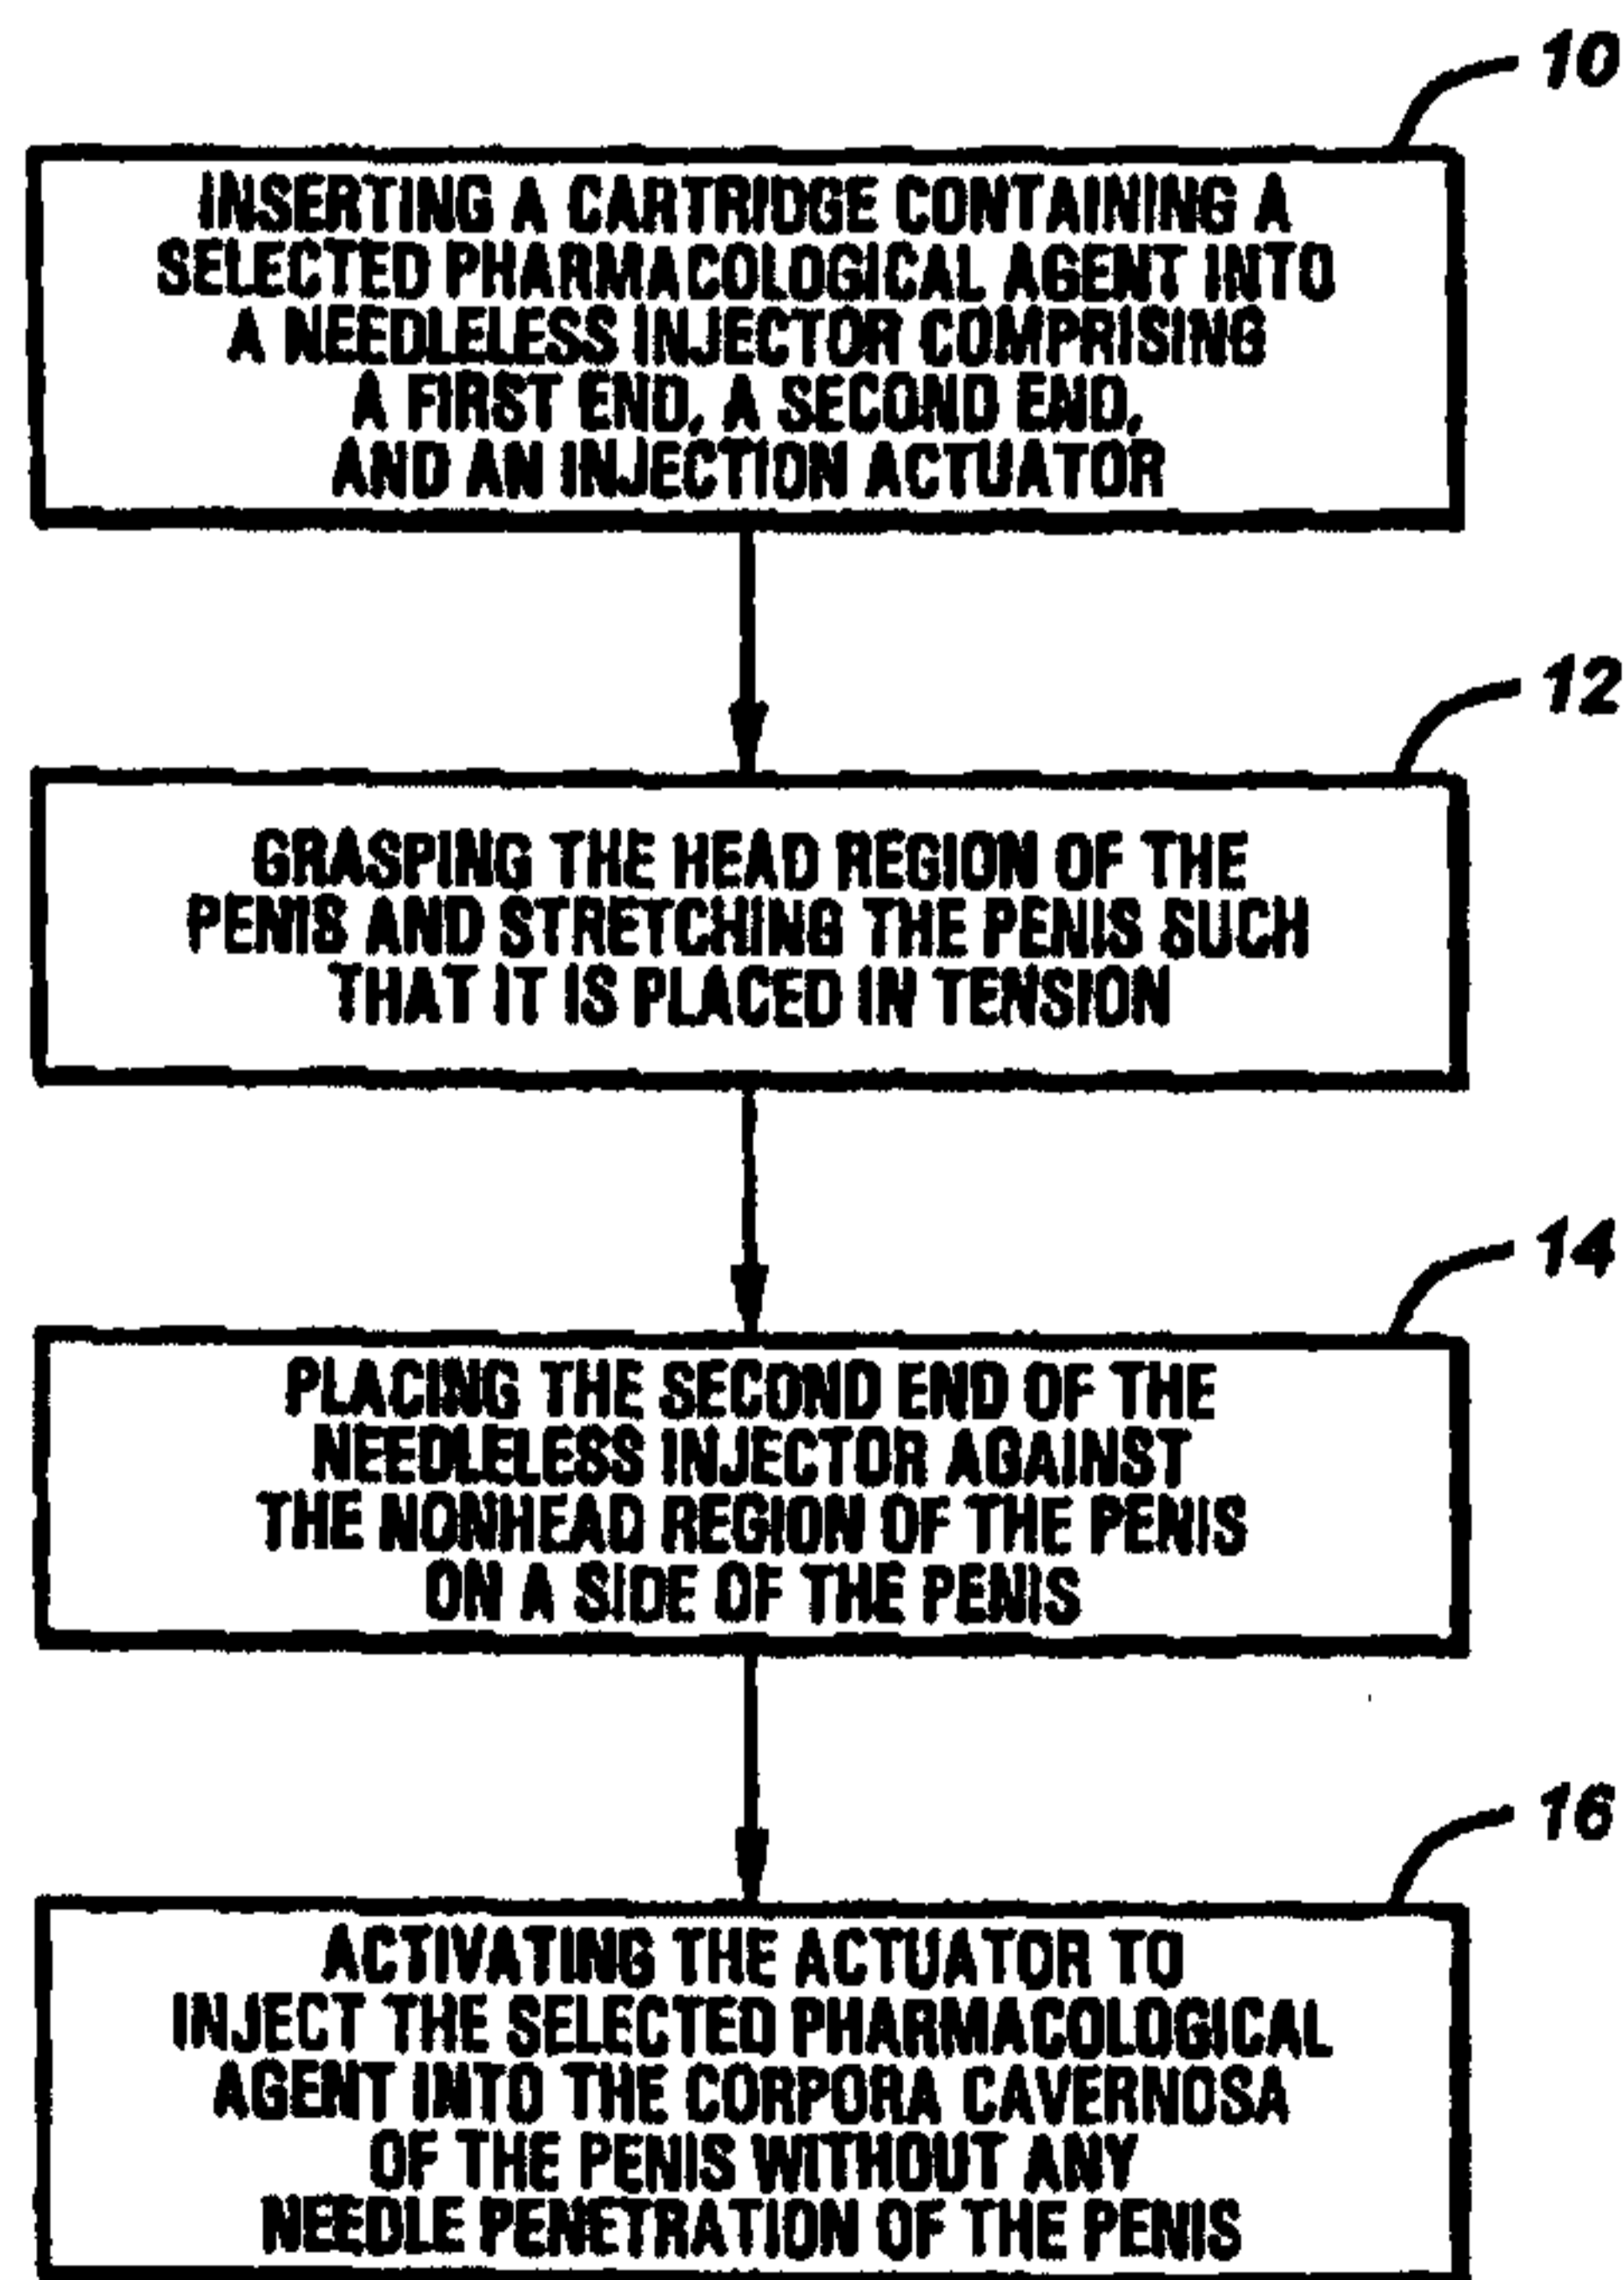 10
INSERTING A CARTRIDGE CONTAINING A
SELECTED PHARMACOLOGICAL AGENT INTO
A NEEDLELESS INJECTOR COMPRISING
A FIRST END, A SECOND END,
AND AN INJECTION ACTUATOR
12
GRASPING THE HEAD REGION OF THE
PENIS AND STRETCHING THE PENIS SUCH
THAT IT IS PLACED IN TENSION
14
PLACING THE SECOND END OF THE
NEEDLELESS INJECTOR AGAINST
THE NONHEAD REGION OF THE PENIS
ON A SIDE OF THE PENIS
16
ACTIVATING THE ACTUATOR TO
INJECT THE SELECTED PHARMACOLOGICAL
AGENT INTO THE CORPORA CAVERNOSA
OF THE PENIS WITHOUT ANY
NEEDLE PENETRATION OF THE PENIS